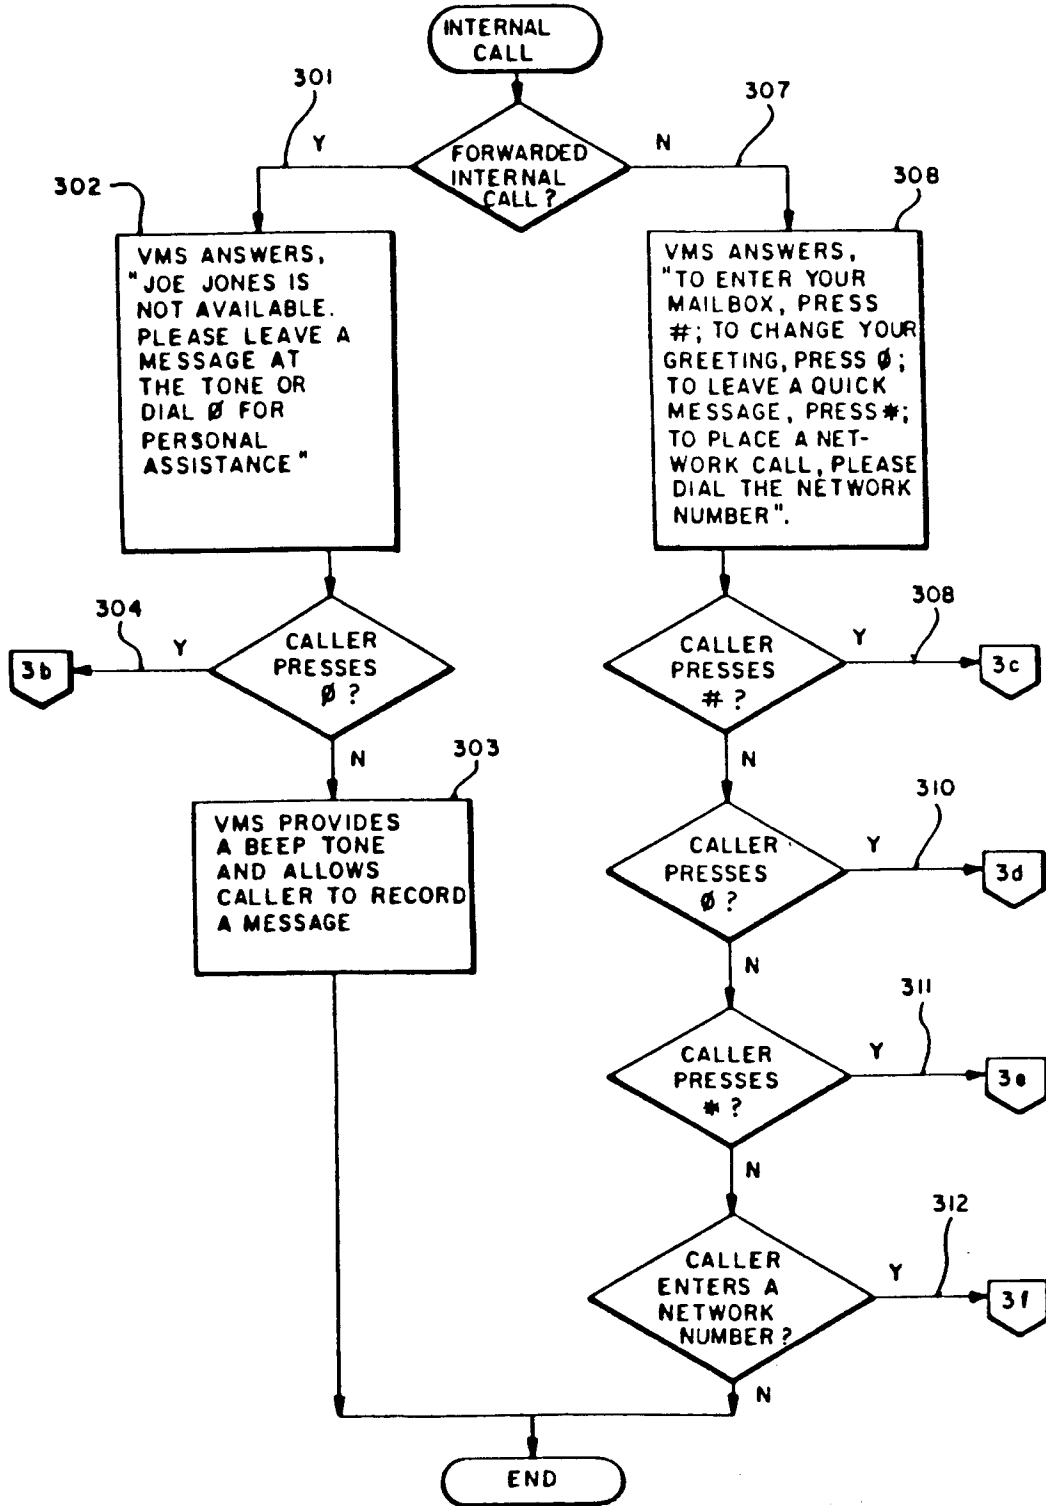 INTERNAL
CALL
301
307
Y
N
FORWARDED
INTERNAL
CALL?
302
308
VMS ANSWERS,
"JOE JONES IS
NOT AVAILABLE.
PLEASE LEAVE A
MESSAGE AT
THE TONE OR
DIAL Ø FOR
PERSONAL
ASSISTANCE"
VMS ANSWERS,
"TO ENTER YOUR
MAILBOX, PRESS
#; TO CHANGE YOUR
GREETING, PRESS Ø;
TO LEAVE A QUICK
MESSAGE, PRESS *;
TO PLACE A NET-
WORK CALL, PLEASE
DIAL THE NETWORK
NUMBER".
304
Y
3b
CALLER
PRESSES
Ø?
N
CALLER
PRESSES
#?
Y
308
3c
N
303
VMS PROVIDES
A BEEP TONE
AND ALLOWS
CALLER TO RECORD
A MESSAGE
CALLER
PRESSES
Ø?
Y
310
3d
N
CALLER
PRESSES
*?
Y
311
3e
N
CALLER
ENTERS A
NETWORK
NUMBER?
Y
312
3f
N
END